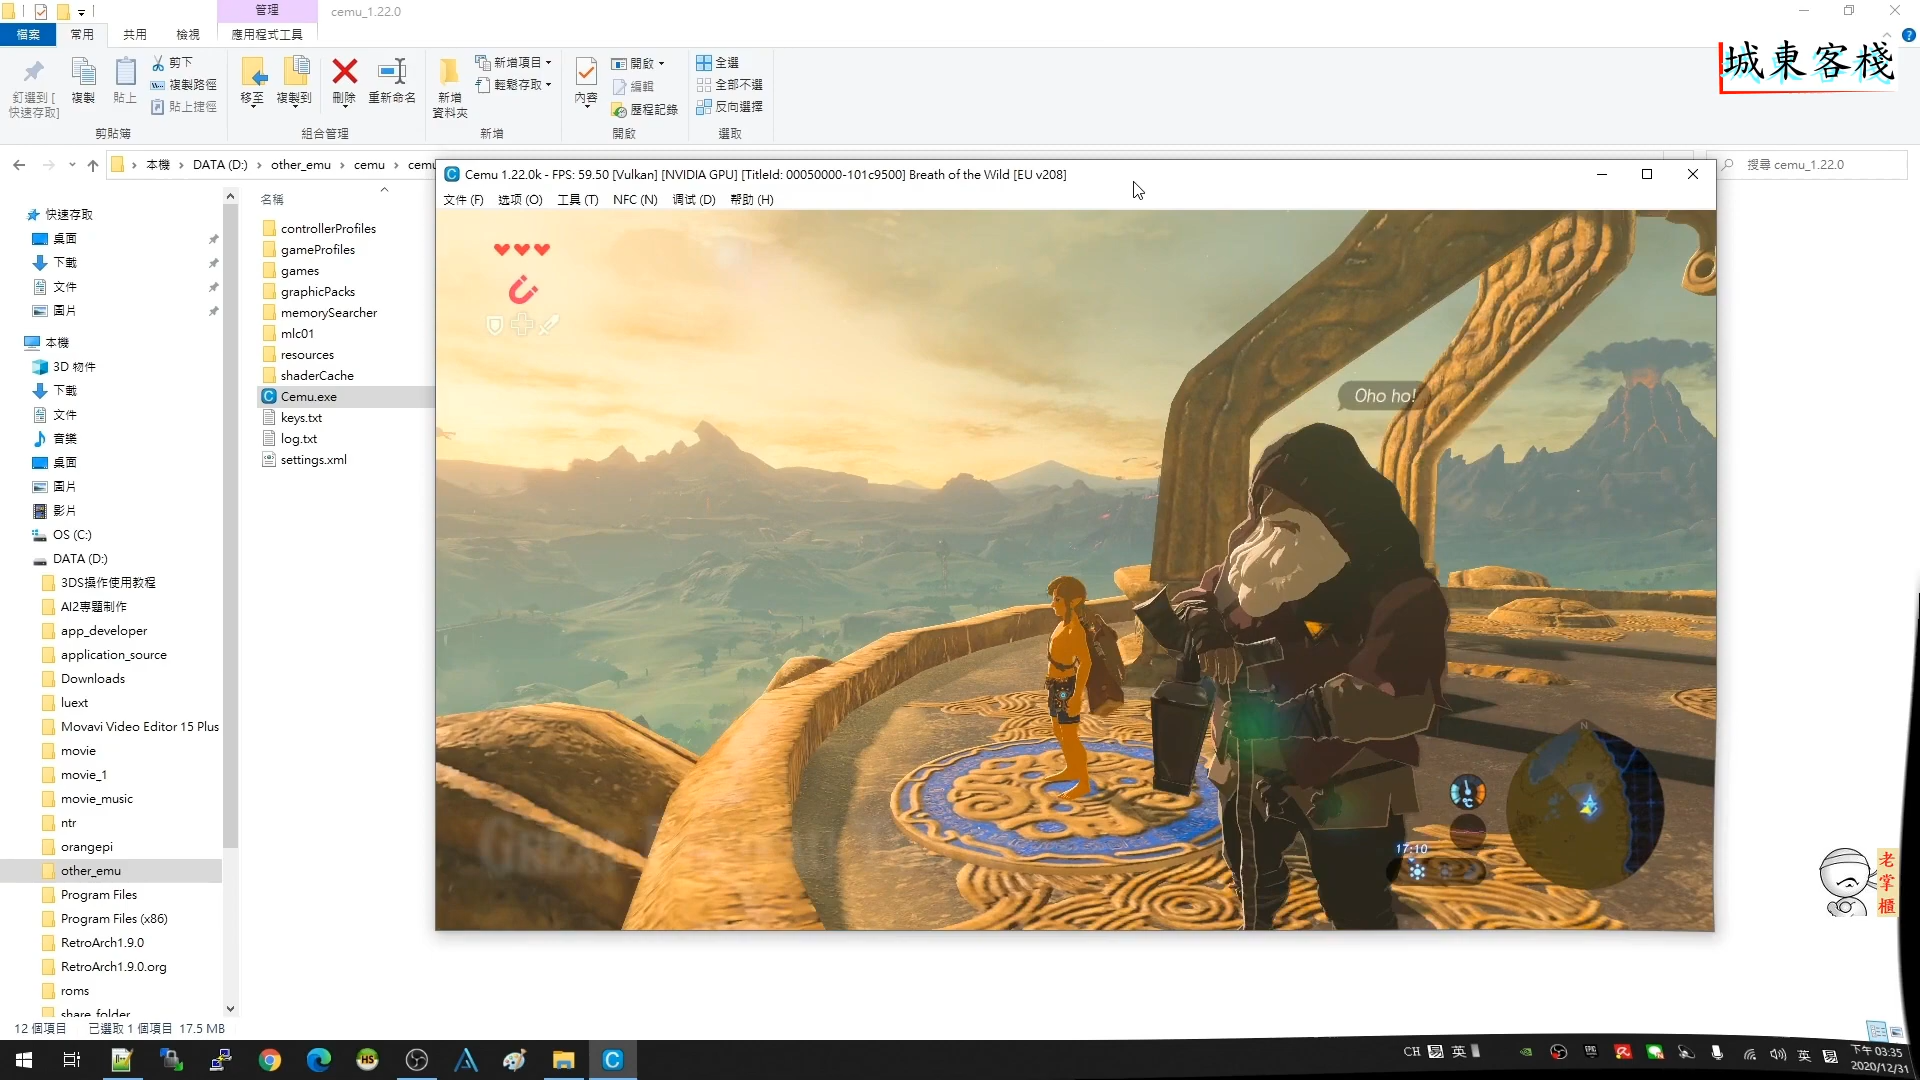 管理
cemu_1.22.0
檔案
常用
共用
檢視
應用程式工具
釘選到 [
快速存取]
複製
貼上
剪下
複製路徑
貼上捷徑
剪貼簿
移至
複製到
刪除
重新命名
組合管理
新增
資料夾
新增項目
輕鬆存取
新增
內容
開啟
編輯
歷程記錄
開啟
全選
全部不選
反向選擇
選取
城東客棧
本機 › DATA (D:) › other_emu › cemu › cemu
搜尋 cemu_1.22.0
快速存取
桌面
下載
文件
圖片
本機
3D 物件
下載
文件
音樂
桌面
圖片
影片
OS (C:)
DATA (D:)
3DS操作使用教程
AI2專題制作
app_developer
application_source
Downloads
luext
Movavi Video Editor 15 Plus
movie
movie_1
movie_music
ntr
orangepi
other_emu
Program Files
Program Files (x86)
RetroArch1.9.0
RetroArch1.9.0.org
roms
share_folder
名稱
controllerProfiles
gameProfiles
games
graphicPacks
memorySearcher
mlc01
resources
shaderCache
Cemu.exe
keys.txt
log.txt
settings.xml
Cemu 1.22.0k - FPS: 59.50 [Vulkan] [NVIDIA GPU] [TitleId: 00050000-101c9500] Breath of the Wild [EU v208]
文件 (F)
选项 (O)
工具 (T)
NFC (N)
调试 (D)
帮助 (H)
Oho ho!
N
17:10
老掌櫃
12 個項目
已選取 1 個項目 17.5 MB
CH
英
英
下午 03:35
2020/12/31